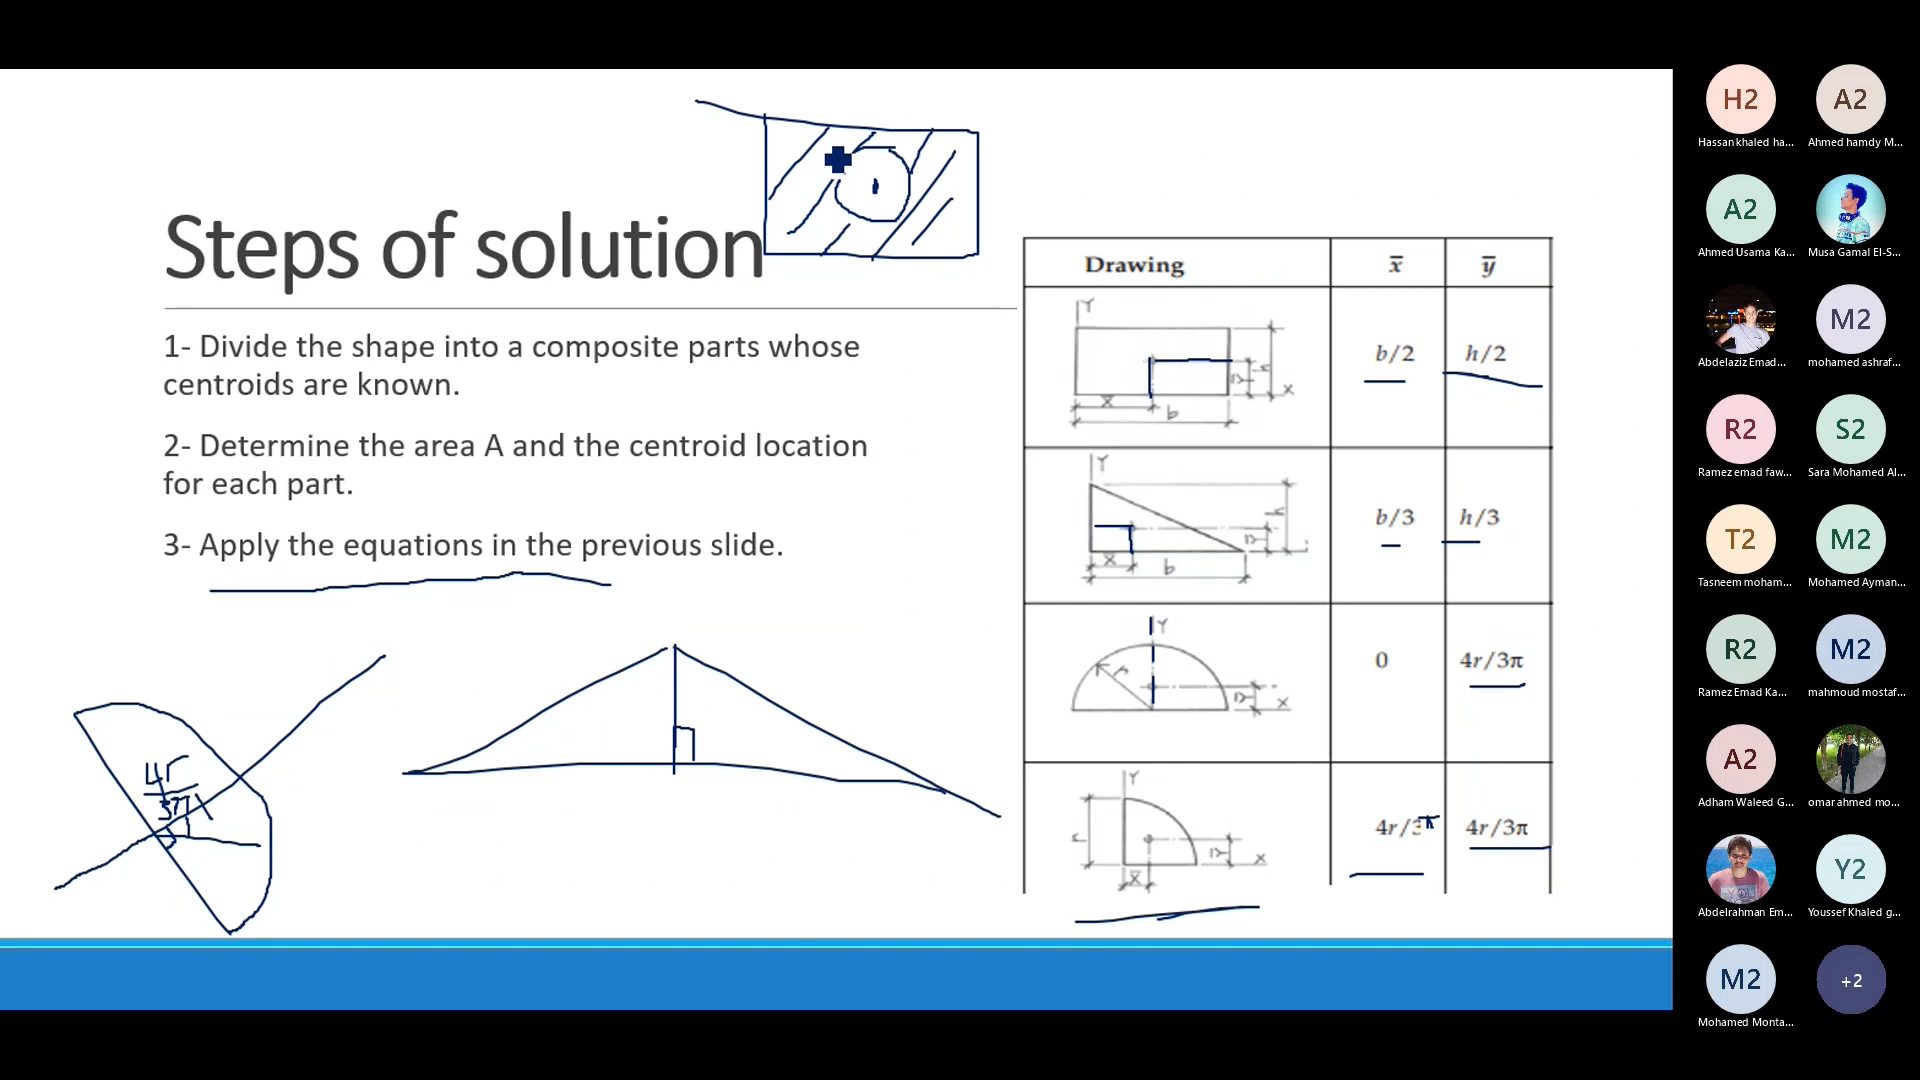 Steps of solution
1- Divide the shape into a composite parts whose
centroids are known.
2- Determine the area A and the centroid location
for each part.
3- Apply the equations in the previous slide.
4r
3π
Drawing x̅ y̅
Y
b/2 h/2
h
y̅
X
x̅
b
Y
b/3 h/3
h
y̅
x̅
b
Y
0 4r/3π
r
y̅
X
Y
4r/3π 4r/3π
r
y̅
X
x̅
H2 A2
Hassan khaled ha... Ahmed hamdy M...
A2
Ahmed Usama Ka... Musa Gamal El-S...
M2
Abdelaziz Emad... mohamed ashraf...
R2 S2
Ramez emad faw... Sara Mohamed Al...
T2 M2
Tasneem moham... Mohamed Ayman...
R2 M2
Ramez Emad Ka... mahmoud mostaf...
A2
Adham Waleed G... omar ahmed mo...
Y2
Abdelrahman Em... Youssef Khaled g...
M2 +2
Mohamed Monta...